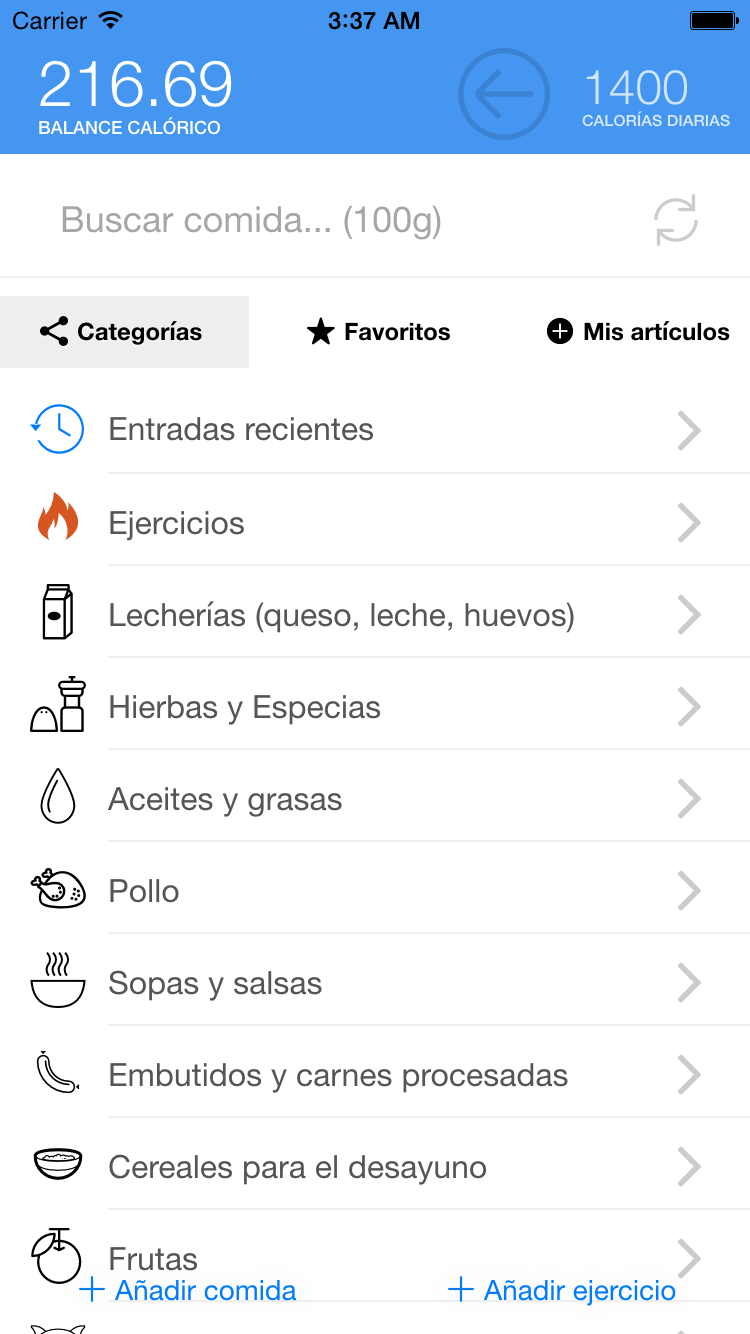 Carrier 3:37 AM
216.69 1400
BALANCE CALÓRICO CALORÍAS DIARIAS
Buscar comida... (100g)
Categorías Favoritos Mis artículos
Entradas recientes
Ejercicios
Lecherías (queso, leche, huevos)
Hierbas y Especias
Aceites y grasas
Pollo
Sopas y salsas
Embutidos y carnes procesadas
Cereales para el desayuno
Frutas
Añadir comida Añadir ejercicio